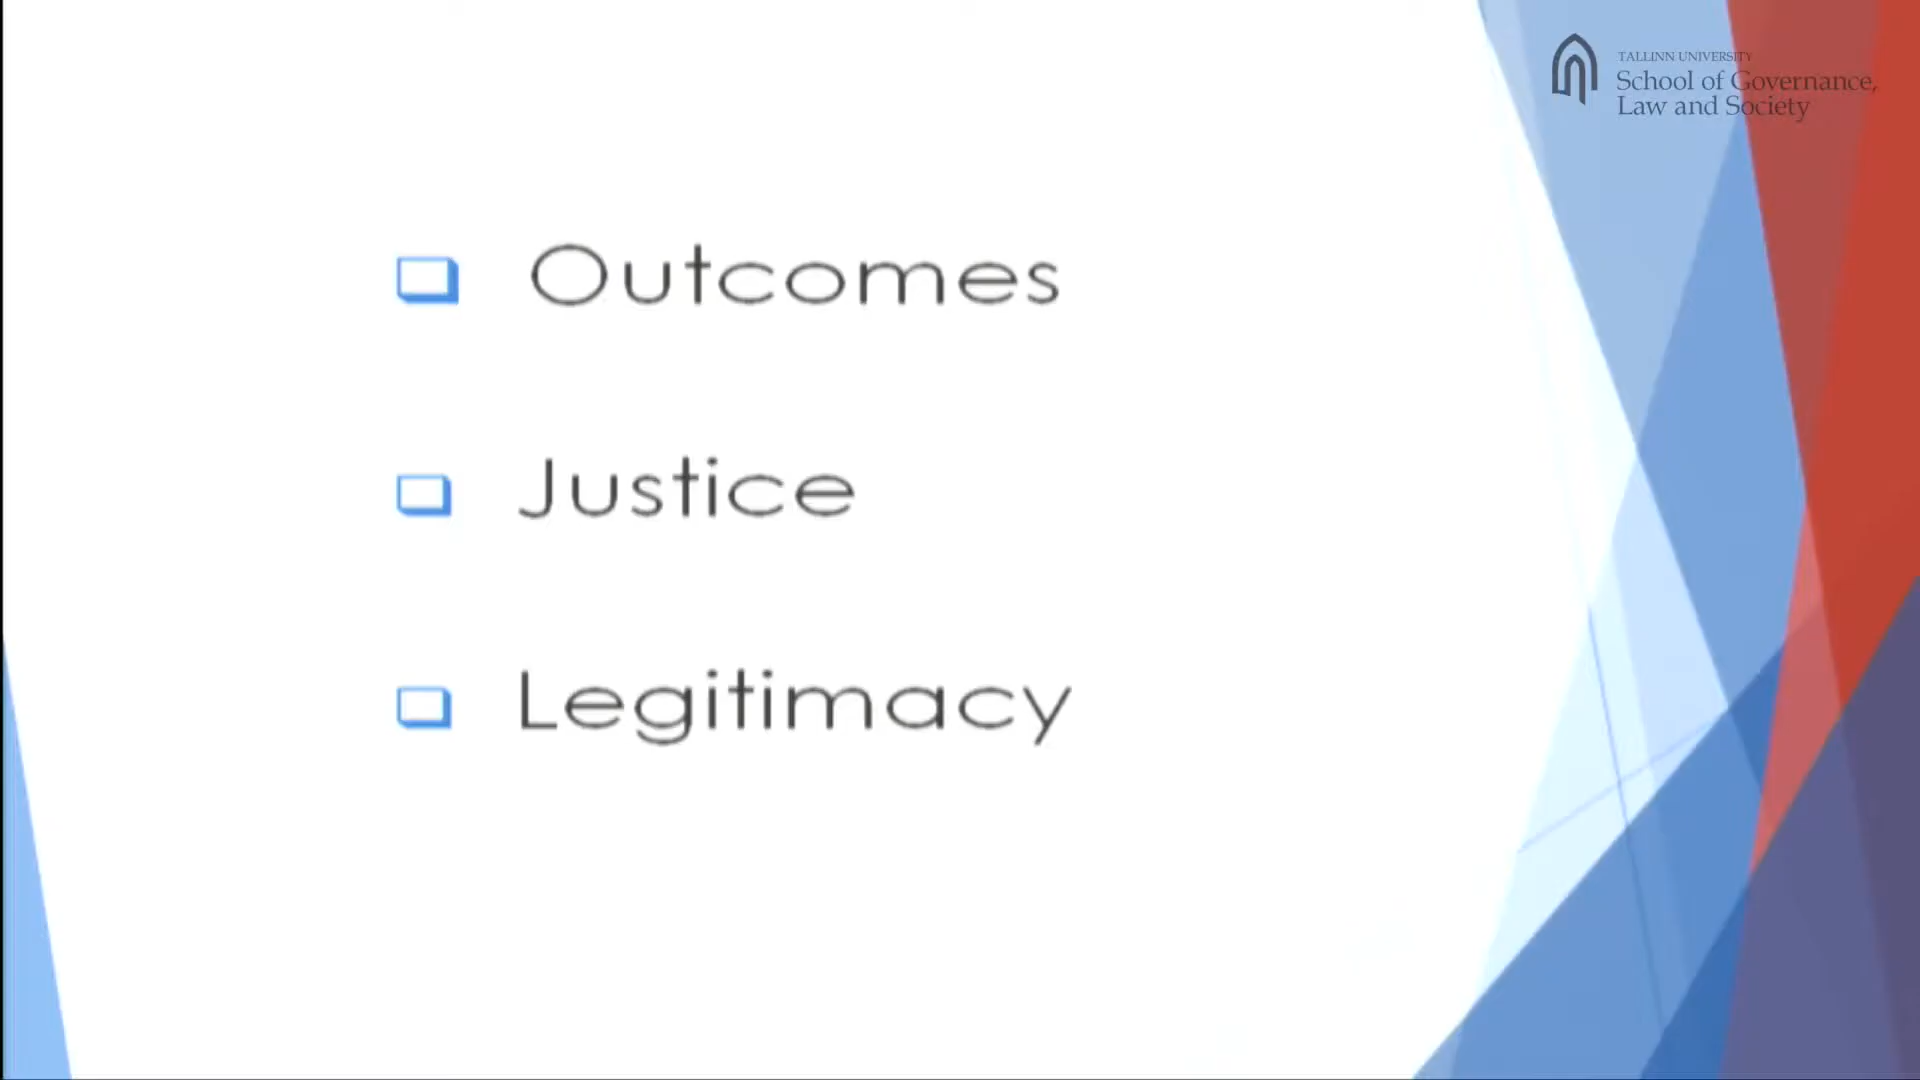 TALLINN UNIVERSITY
School of Governance,
Law and Society
Outcomes
Justice
Legitimacy